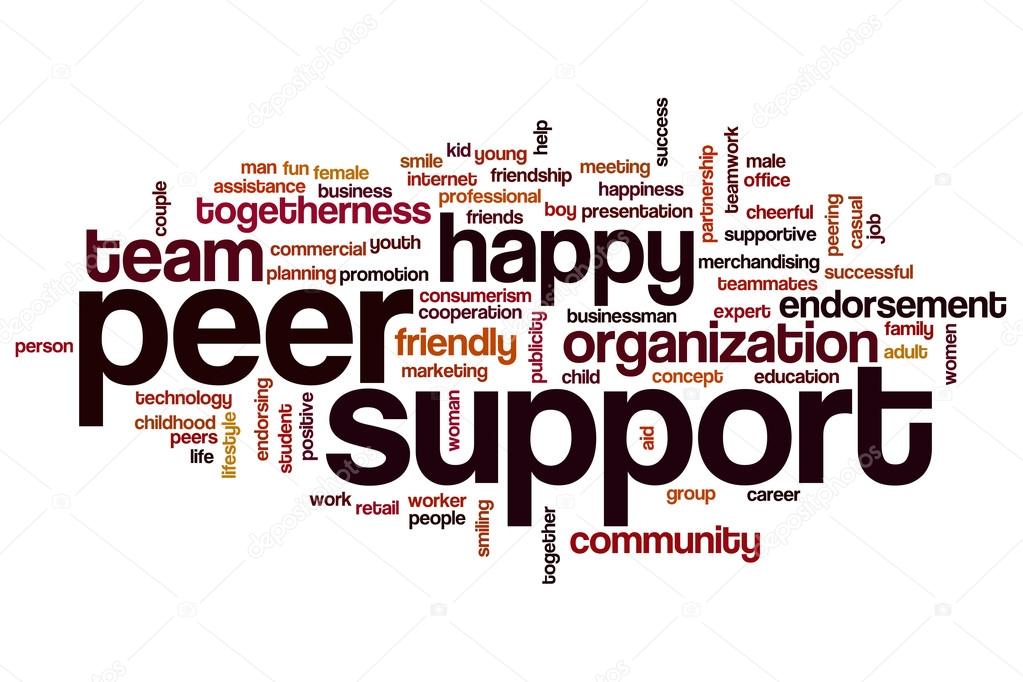 help
success
kid
young
smile
man
fun
female
internet
friendship
meeting
teamwork
male
partnership
office
couple
assistance
business
professional
happiness
togetherness
friends
boy
presentation
cheerful
peering
casual
job
team
commercial
youth
happy
supportive
planning
promotion
merchandising
successful
teammates
peer
consumerism
cooperation
businessman
expert
endorsement
person
friendly
publicity
organization
family
adult
women
marketing
child
concept
education
technology
childhood
peers
life
lifestyle
endorsing
student
positive
support
woman
aid
work
retail
worker
people
smiling
group
career
together
community
depositphotos